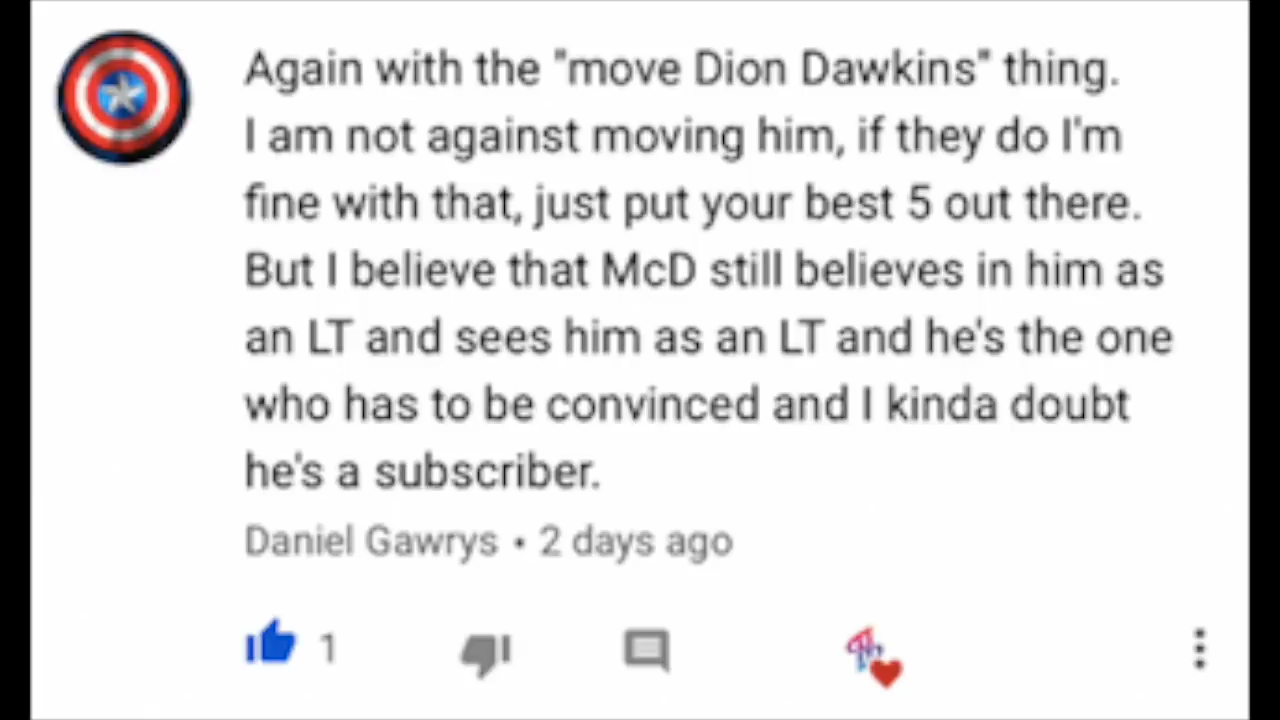 Again with the "move Dion Dawkins" thing.
I am not against moving him, if they do I'm
fine with that, just put your best 5 out there.
But I believe that McD still believes in him as
an LT and sees him as an LT and he's the one
who has to be convinced and I kinda doubt
he's a subscriber.
Daniel Gawrys • 2 days ago
1